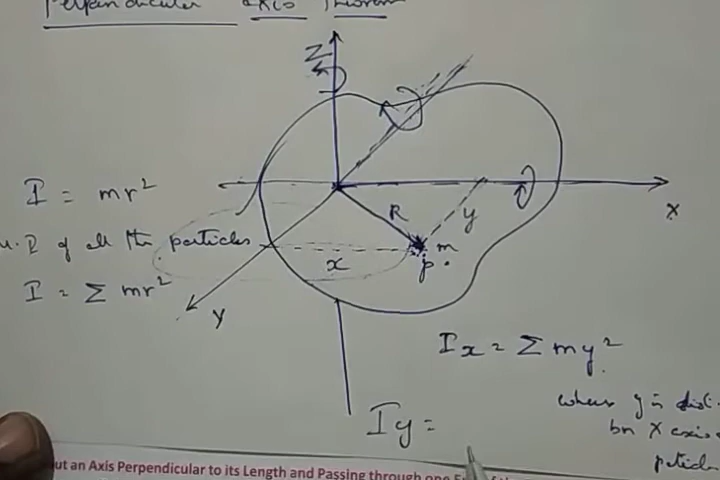 Perpendicular axis Theorem
Z
I = mr²
R
y
x
M.I of all the particles
m
x
p.
I = Σ mr²
y
Ix = Σ my²
where y is dist.
bn X axis
Iy =
ut an Axis Perpendicular to its Length and Passing through one E